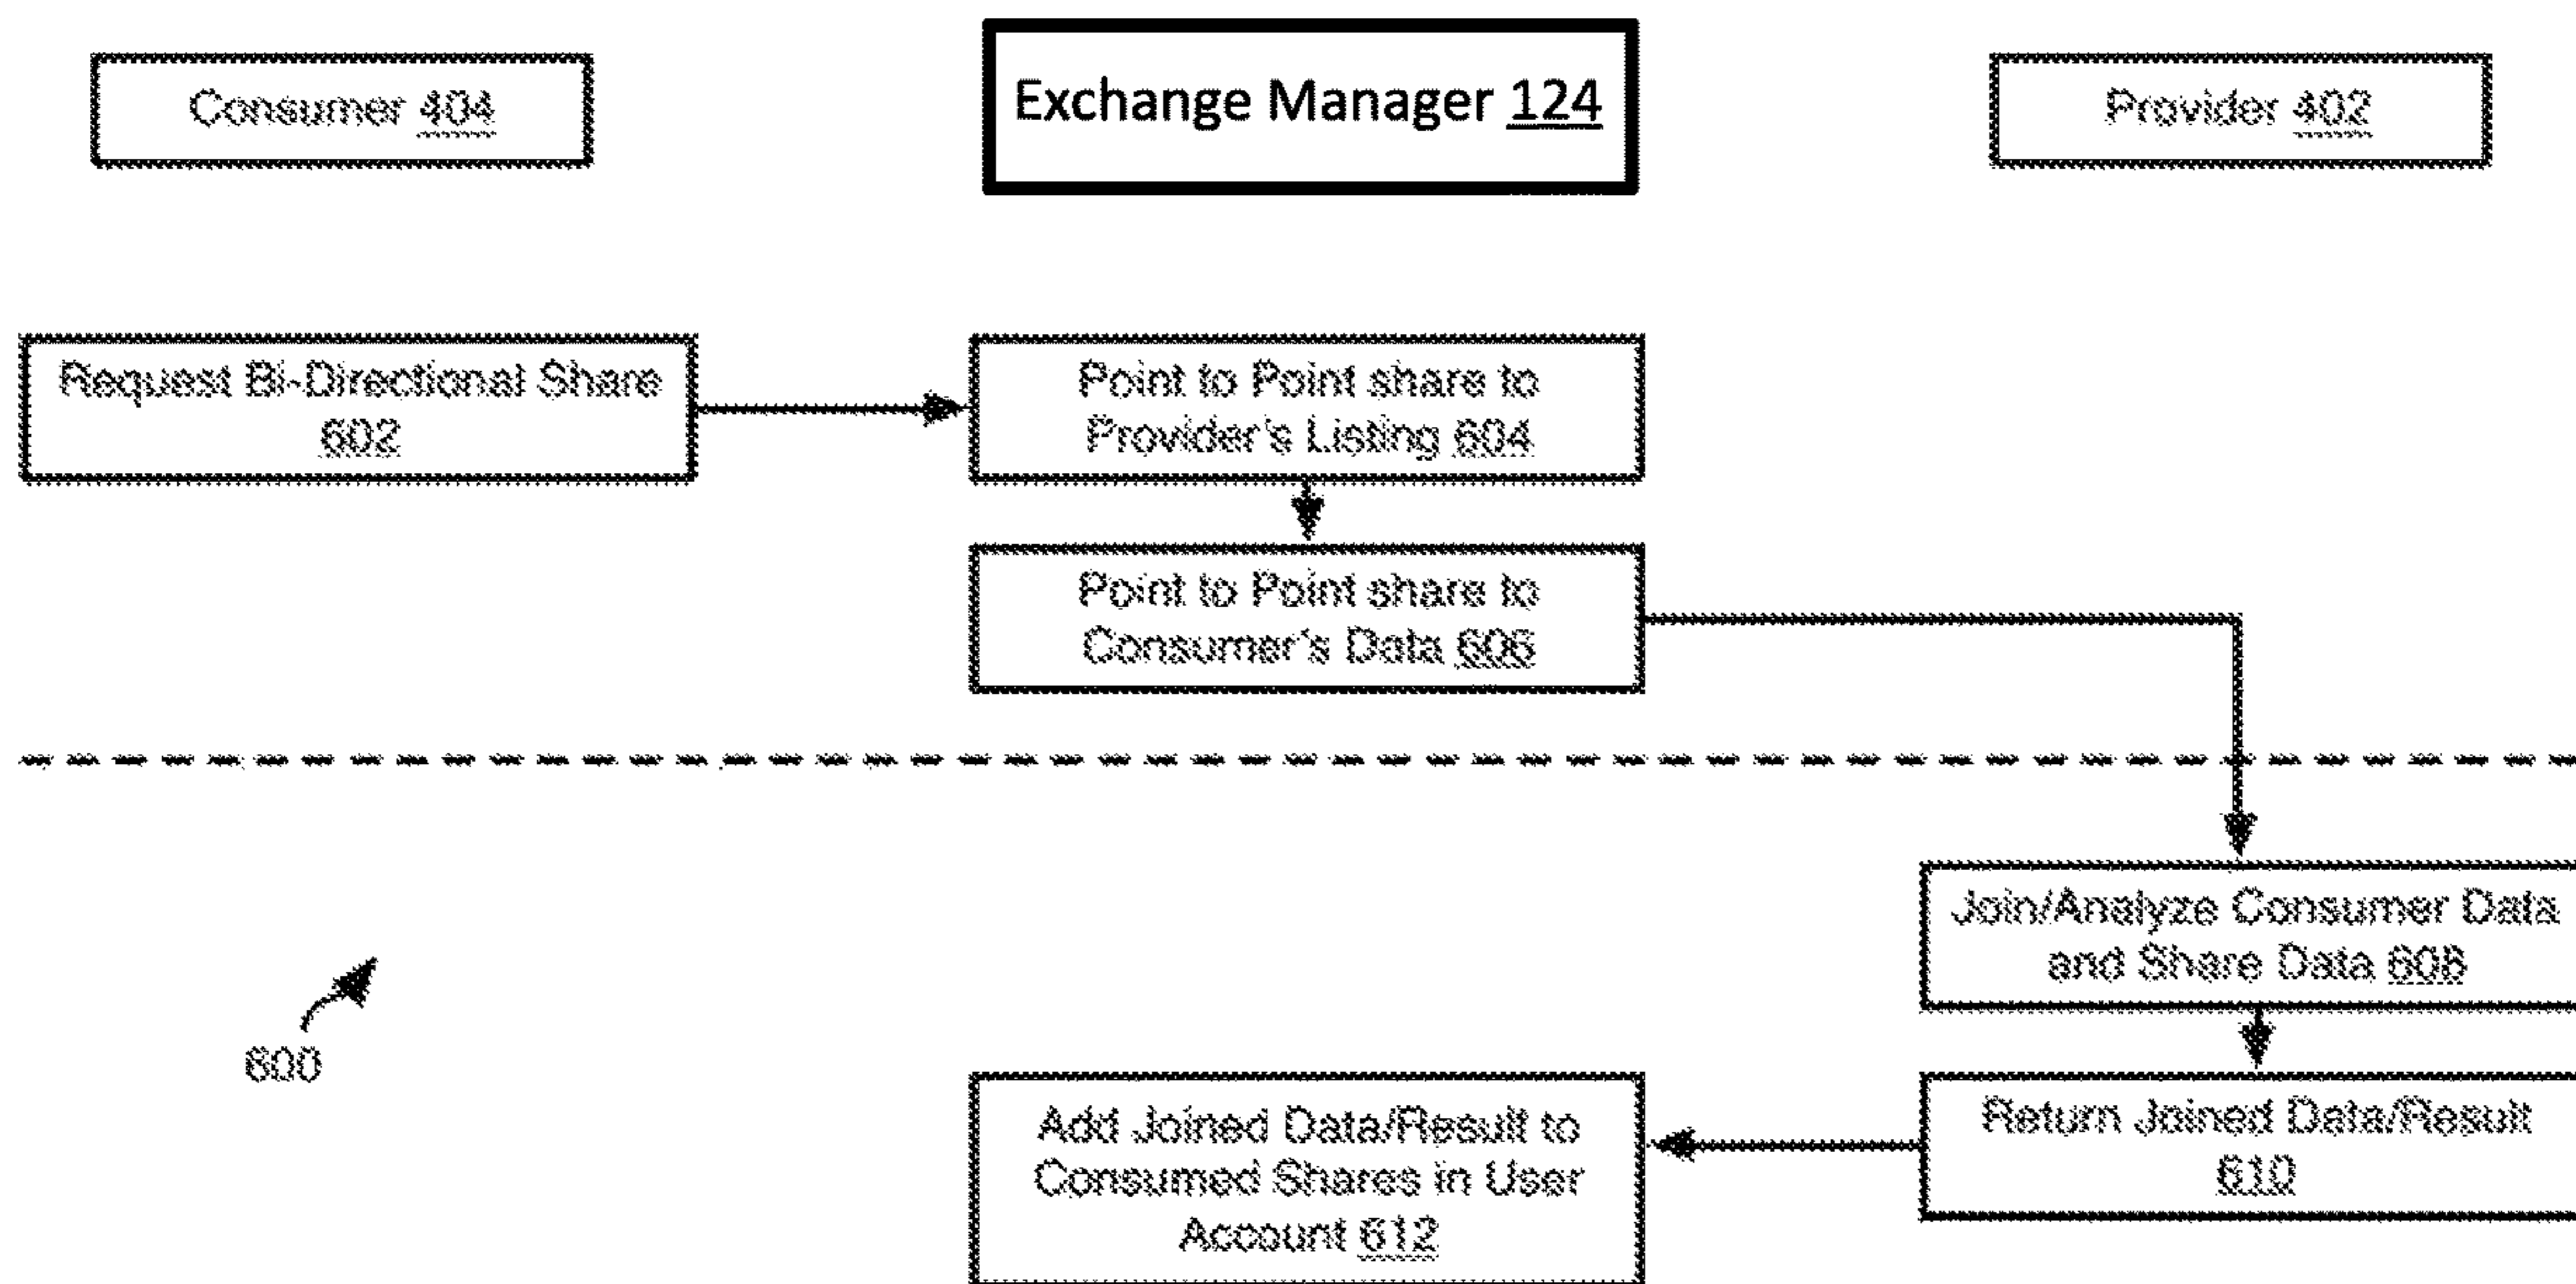 Consumer 404
Exchange Manager 124
Provider 402
Request Bi-Directional Share
602
Point to Point share to
Provider's Listing 604
Point to Point share to
Consumer's Data 606
Join/Analyze Consumer Data
and Share Data 608
600
Add Joined Data/Result to
Consumed Shares in User
Account 612
Return Joined Data/Result
610